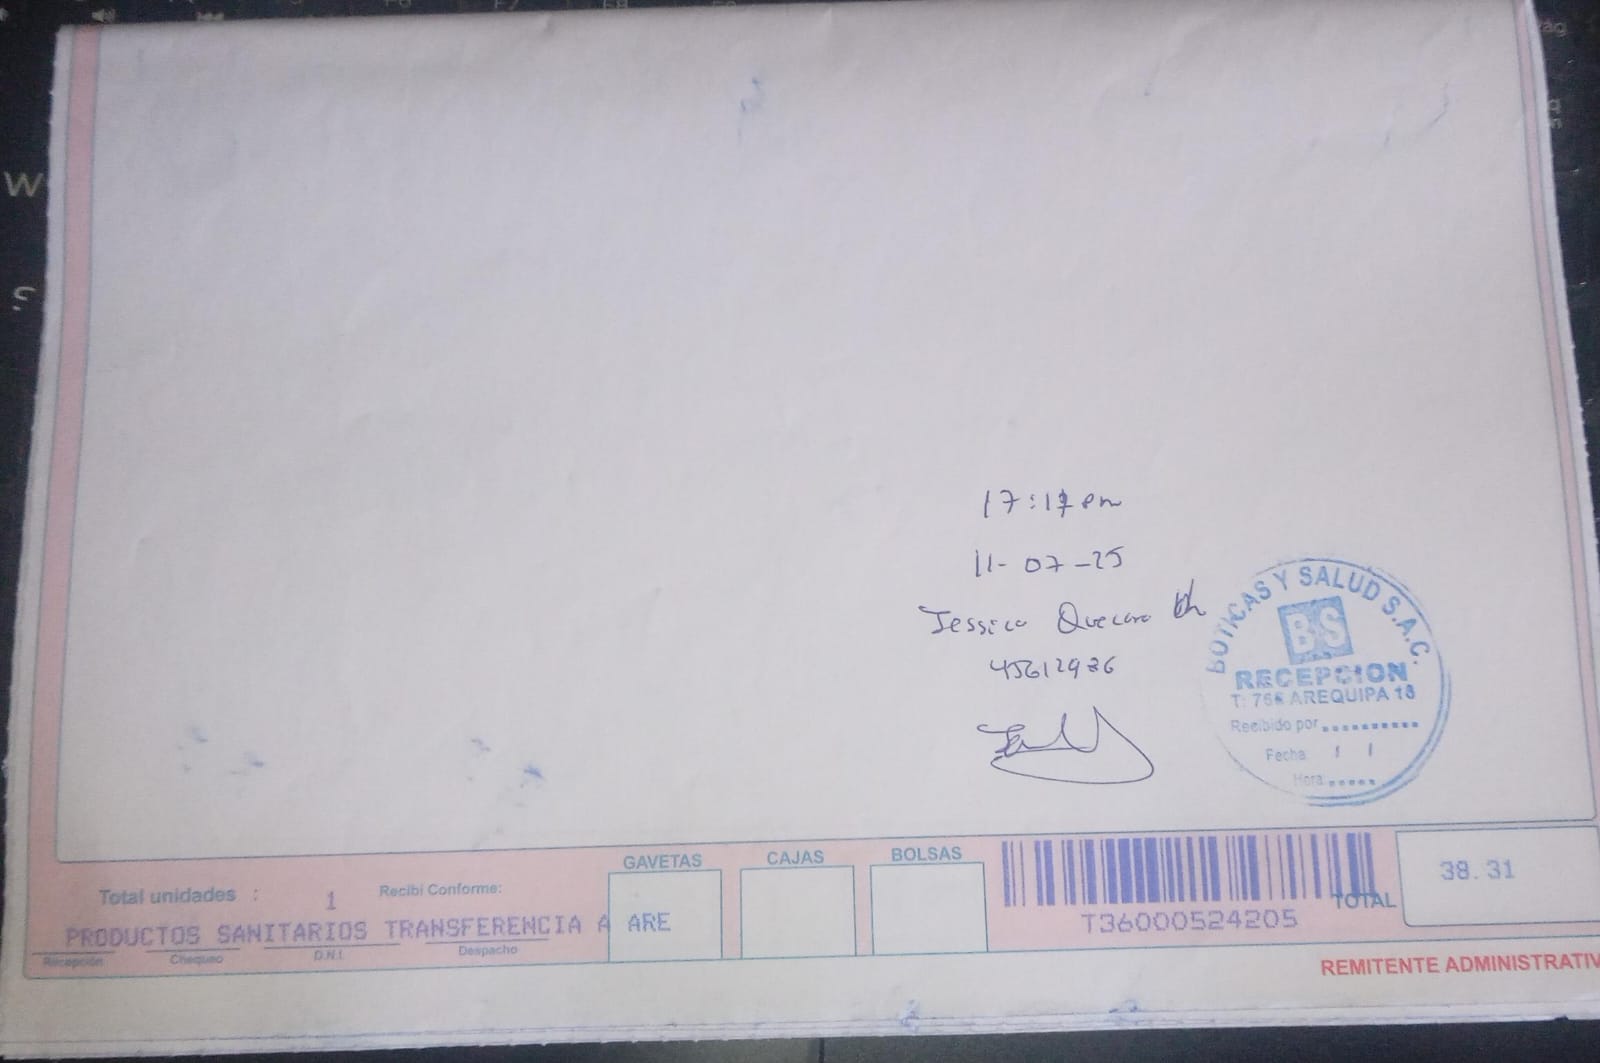 17:17 pm
11-07-25
Jessica
45612936
BOTICAS Y SALUD S.A.C.
BS
RECEPCION
AREQUIPA 18
Recibido por..........
Fecha / /
Hora.....
GAVETAS
CAJAS
BOLSAS
Total unidades : 1
Recibí Conforme:
PRODUCTOS SANITARIOS TRANSFERENCIA A ARE
Recepción
Chequeo
D.N.I.
Despacho
T36000524205
TOTAL
38.31
REMITENTE ADMINISTRATIV